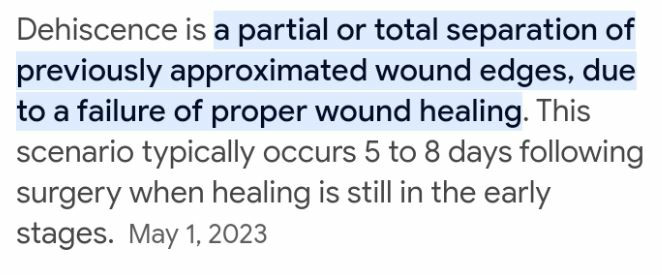 Dehiscence is a partial or total separation of
previously approximated wound edges, due
to a failure of proper wound healing. This
scenario typically occurs 5 to 8 days following
surgery when healing is still in the early
stages. May 1, 2023